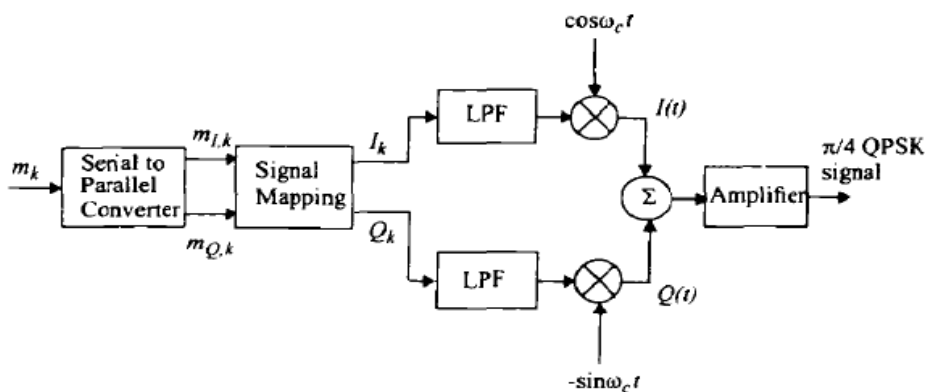 cosω_c t
LPF
I(t)
m_I,k
I_k
m_k
Serial to
Parallel
Converter
Signal
Mapping
Σ
Amplifier
π/4 QPSK
signal
m_Q,k
Q_k
LPF
Q(t)
-sinω_c t